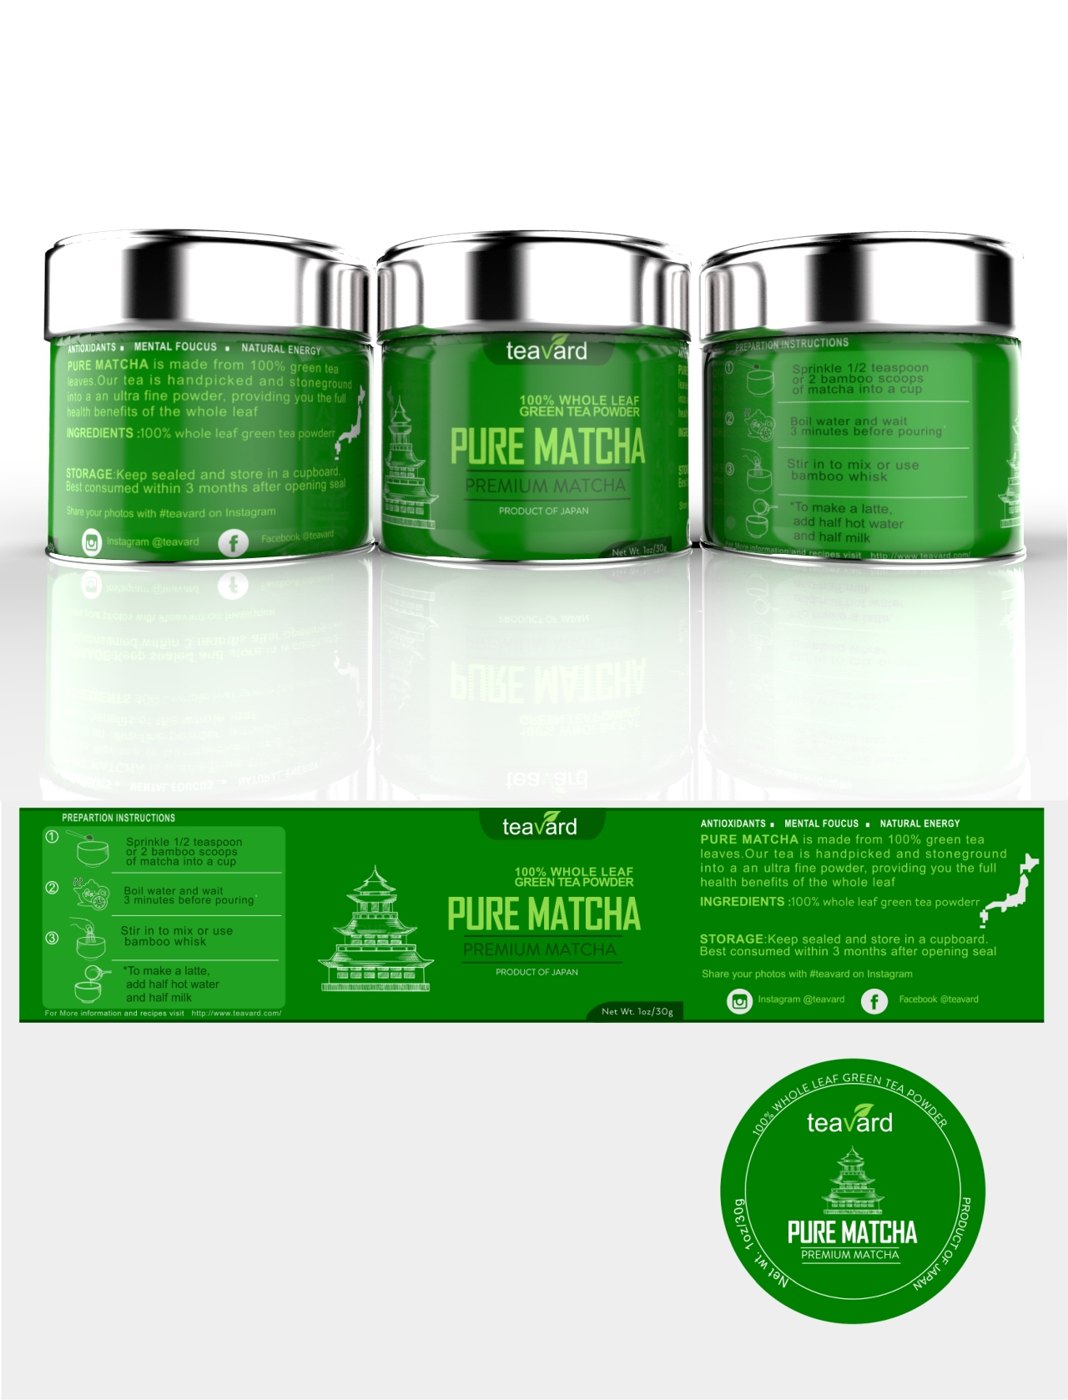 ANTIOXIDANTS ■ MENTAL FOUCUS ■ NATURAL ENERGY
PURE MATCHA is made from 100% green tea
leaves.Our tea is handpicked and stoneground
into a an ultra fine powder, providing you the full
health benefits of the whole leaf
INGREDIENTS :100% whole leaf green tea powderr
STORAGE:Keep sealed and store in a cupboard.
Best consumed within 3 months after opening seal
Share your photos with #teavard on Instagram
Instagram @teavard
Facebook @teavard
teavard
100% WHOLE LEAF
GREEN TEA POWDER
PURE MATCHA
PREMIUM MATCHA
PRODUCT OF JAPAN
Net Wt. 1oz/30g
PREPARTION INSTRUCTIONS
1
Sprinkle 1/2 teaspoon
or 2 bamboo scoops
of matcha into a cup
2
Boil water and wait
3 minutes before pouring
3
Stir in to mix or use
bamboo whisk
"To make a latte,
add half hot water
and half milk
For More information and recipes visit http://www.teavard.com/
PREPARTION INSTRUCTIONS
1
Sprinkle 1/2 teaspoon
or 2 bamboo scoops
of matcha into a cup
2
Boil water and wait
3 minutes before pouring
3
Stir in to mix or use
bamboo whisk
"To make a latte,
add half hot water
and half milk
For More information and recipes visit http://www.teavard.com/
teavard
100% WHOLE LEAF
GREEN TEA POWDER
PURE MATCHA
PREMIUM MATCHA
PRODUCT OF JAPAN
Net Wt. 1oz/30g
ANTIOXIDANTS ■ MENTAL FOUCUS ■ NATURAL ENERGY
PURE MATCHA is made from 100% green tea
leaves.Our tea is handpicked and stoneground
into a an ultra fine powder, providing you the full
health benefits of the whole leaf
INGREDIENTS :100% whole leaf green tea powderr
STORAGE:Keep sealed and store in a cupboard.
Best consumed within 3 months after opening seal
Share your photos with #teavard on Instagram
Instagram @teavard
Facebook @teavard
100% WHOLE LEAF GREEN TEA POWDER
teavard
PURE MATCHA
PREMIUM MATCHA
Net wt. 1oz/30g
PRODUCT OF JAPAN